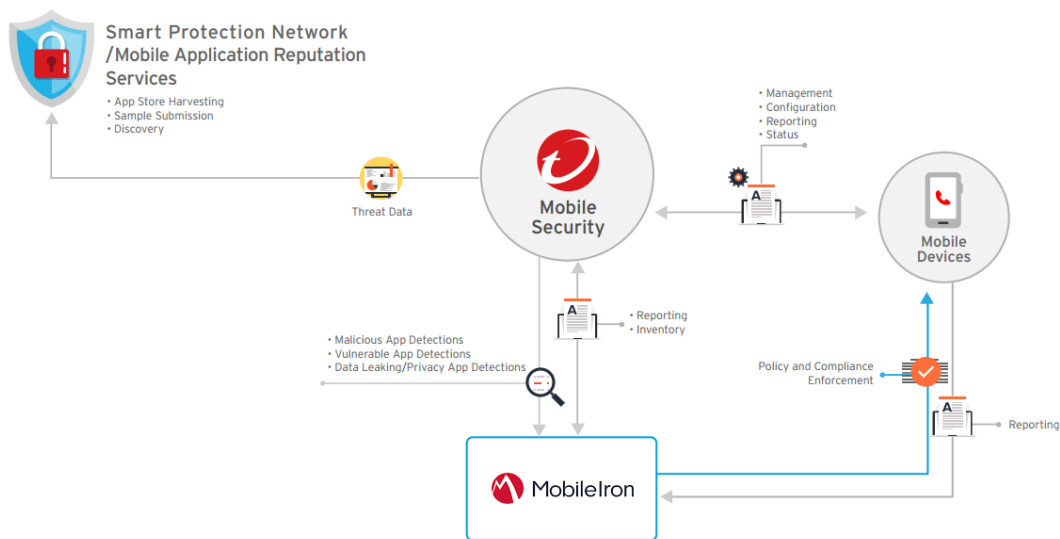 Smart Protection Network
/Mobile Application Reputation
Services
• App Store Harvesting
• Sample Submission
• Discovery
Threat Data
Mobile
Security
• Management
• Configuration
• Reporting
• Status
A
Mobile
Devices
A
• Reporting
• Inventory
• Malicious App Detections
• Vulnerable App Detections
• Data Leaking/Privacy App Detections
Policy and Compliance
Enforcement
A
• Reporting
MobileIron